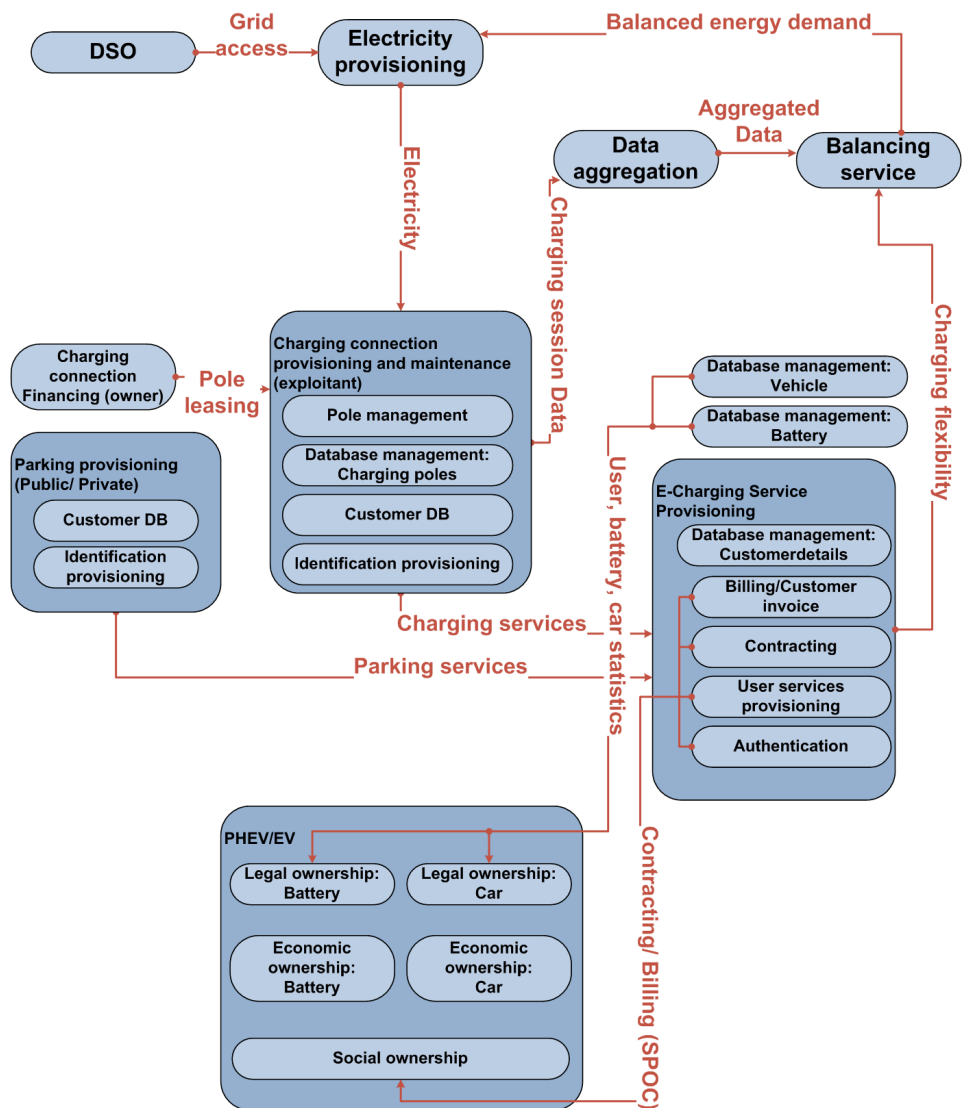 DSO
Grid
access
Electricity
provisioning
Balanced energy demand
Electricity
Data
aggregation
Aggregated
Data
Balancing
service
Charging session Data
Charging flexibility
Charging
connection
Financing (owner)
Pole
leasing
Charging connection
provisioning and maintenance
(exploitant)
Pole management
Database management:
Charging poles
Customer DB
Identification provisioning
Parking provisioning
(Public/ Private)
Customer DB
Identification
provisioning
Database management:
Vehicle
Database management:
Battery
User, battery, car statistics
E-Charging Service
Provisioning
Database management:
Customerdetails
Billing/Customer
invoice
Contracting
User services
provisioning
Authentication
Charging services
Parking services
Contracting/ Billing (SPOC)
PHEV/EV
Legal ownership:
Battery
Legal ownership:
Car
Economic
ownership:
Battery
Economic
ownership:
Car
Social ownership